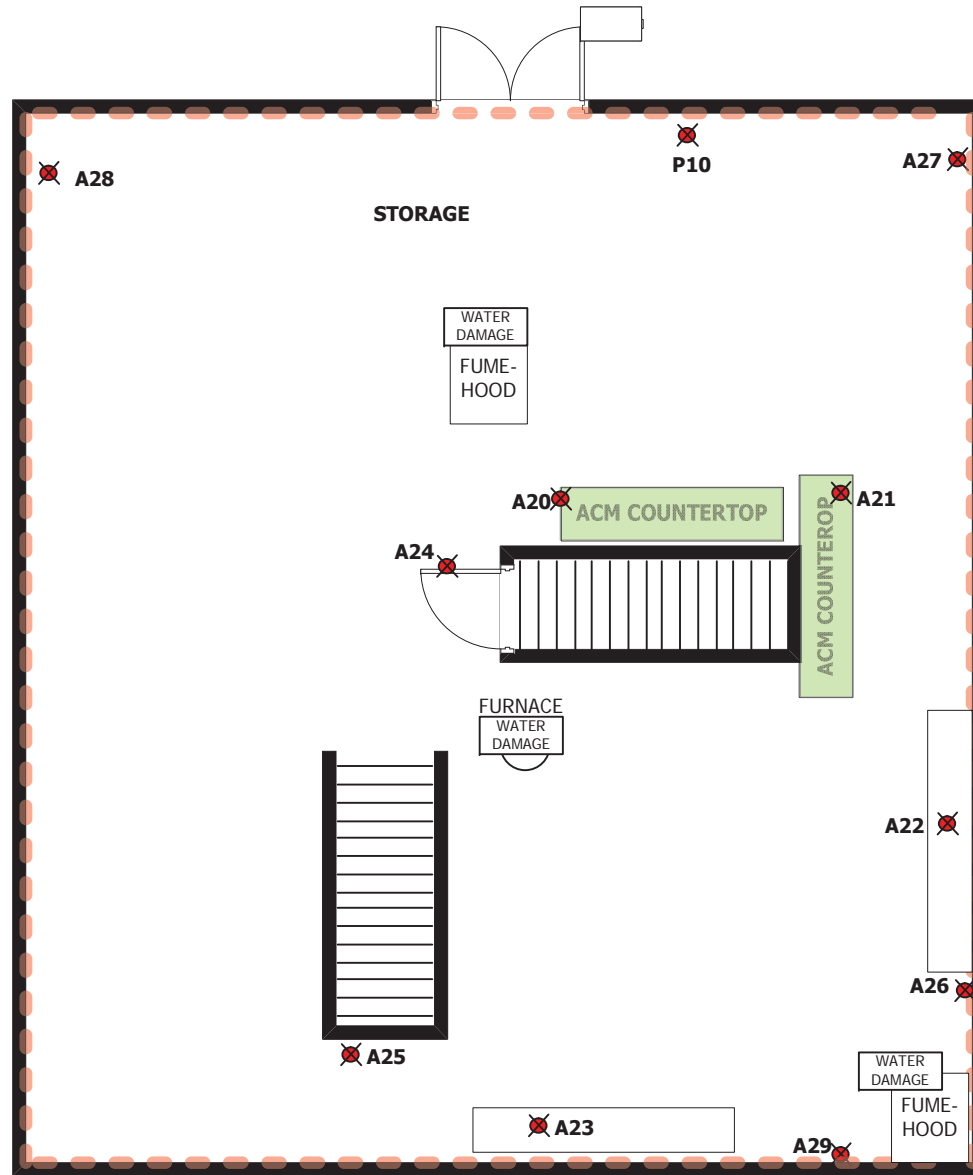 P10
A27
A28
STORAGE
WATER
DAMAGE
FUME-
HOOD
A20
ACM COUNTERTOP
A21
ACM COUNTEROP
A24
FURNACE
WATER
DAMAGE
A22
A26
A25
WATER
DAMAGE
FUME-
HOOD
A23
A29